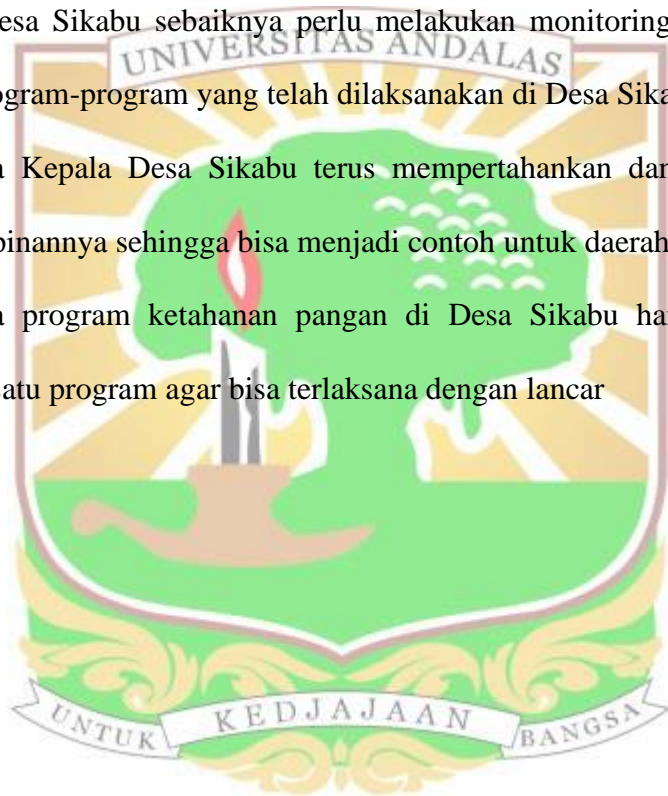 esa Sikabu sebaiknya perlu melakukan monitoring
UNIVERSITAS ANDALAS
ogram-program yang telah dilaksanakan di Desa Sika
a Kepala Desa Sikabu terus mempertahankan dan
pinannya sehingga bisa menjadi contoh untuk daerah
a program ketahanan pangan di Desa Sikabu ha
satu program agar bisa terlaksana dengan lancar
UNTUK KEDJAJAAN BANGSA